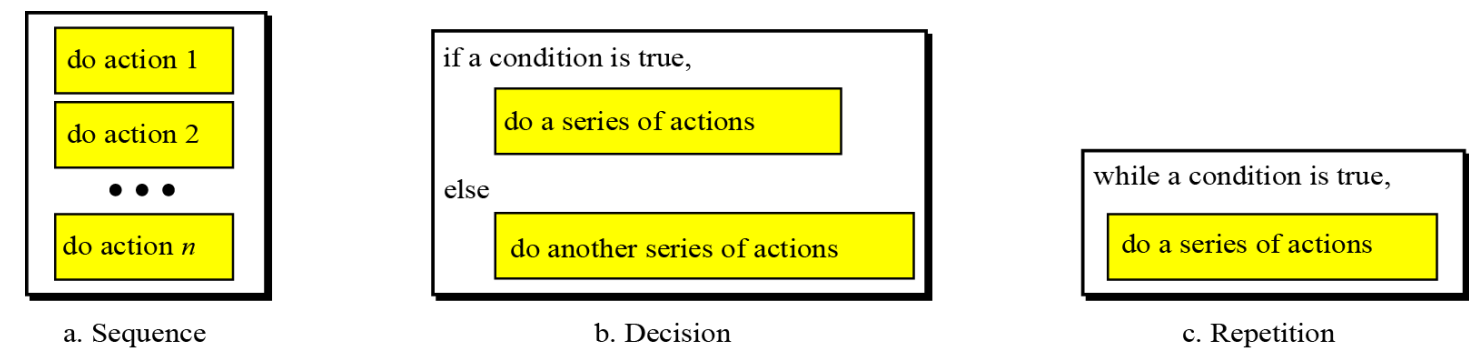 do action 1
do action 2
• • •
do action n
a. Sequence
if a condition is true,
do a series of actions
else
do another series of actions
b. Decision
while a condition is true,
do a series of actions
c. Repetition